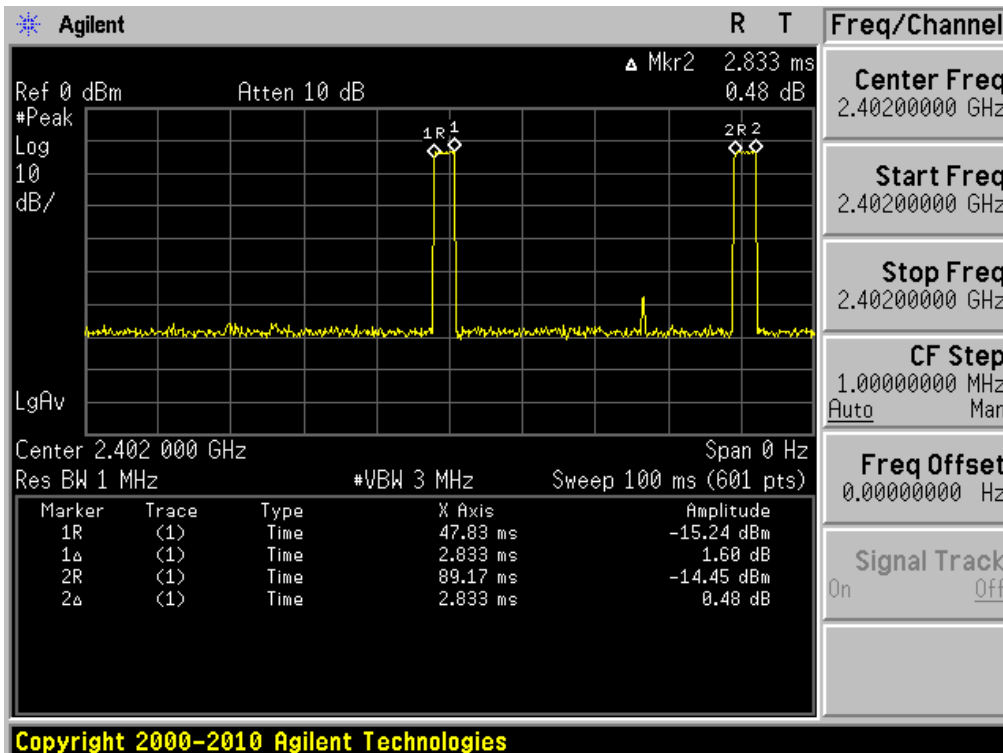 Agilent
R T
Freq/Channel
Δ Mkr2 2.833 ms
Ref 0 dBm Atten 10 dB 0.48 dB
#Peak
Log
10
dB/
1R 1
2R 2
LgAv
Center 2.402 000 GHz Span 0 Hz
Res BW 1 MHz #VBW 3 MHz Sweep 100 ms (601 pts)
Marker Trace Type X Axis Amplitude
1R (1) Time 47.83 ms -15.24 dBm
1Δ (1) Time 2.833 ms 1.60 dB
2R (1) Time 89.17 ms -14.45 dBm
2Δ (1) Time 2.833 ms 0.48 dB
Center Freq
2.40200000 GHz
Start Freq
2.40200000 GHz
Stop Freq
2.40200000 GHz
CF Step
1.00000000 MHz
Auto Man
Freq Offset
0.00000000 Hz
Signal Track
On Off
Copyright 2000-2010 Agilent Technologies